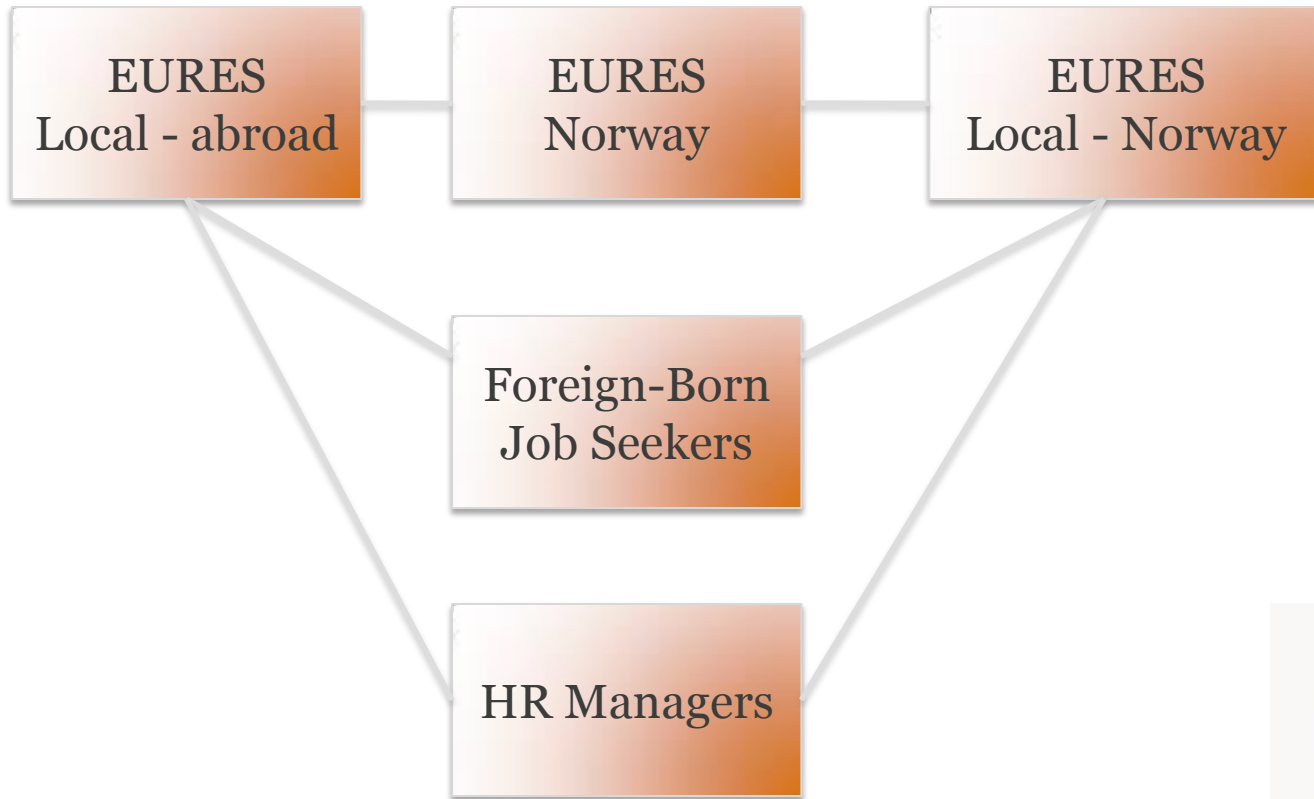 EURES
Local - abroad
EURES
Norway
EURES
Local - Norway
Foreign-Born
Job Seekers
HR Managers